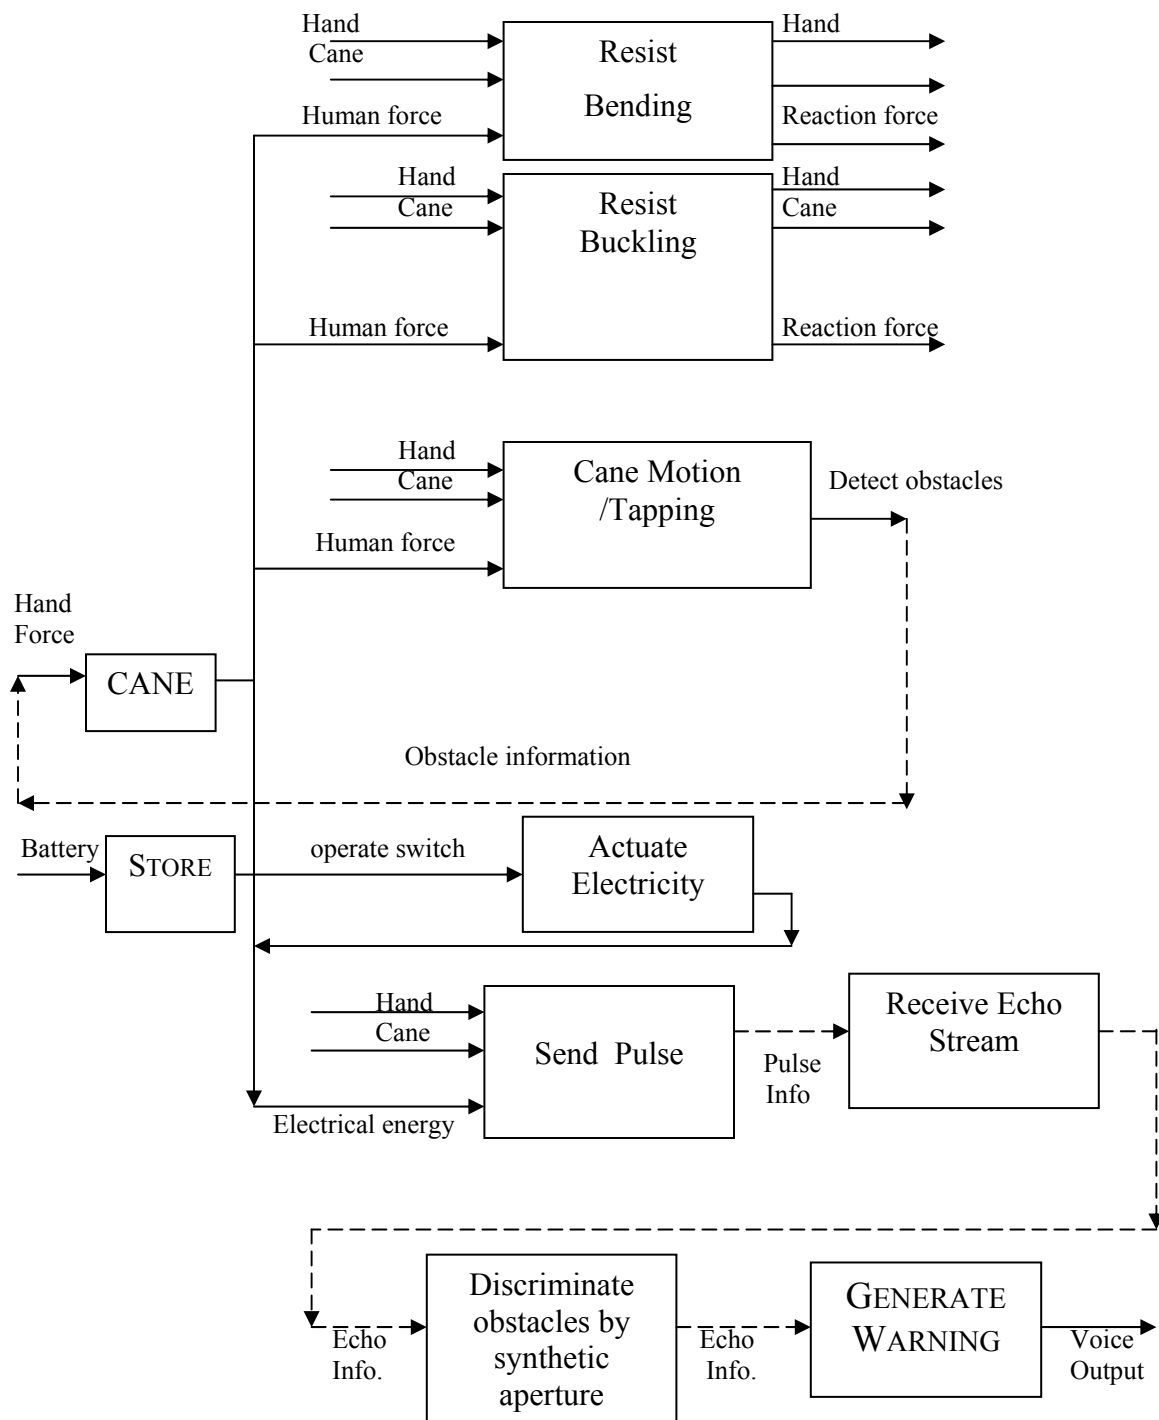 Hand
Cane
Human force
Resist
Bending
Hand
Reaction force
Hand
Cane
Human force
Resist
Buckling
Hand
Cane
Reaction force
Hand
Cane
Human force
Cane Motion
/Tapping
Detect obstacles
Hand
Force
CANE
Obstacle information
Battery
STORE
operate switch
Actuate
Electricity
Hand
Cane
Electrical energy
Send Pulse
Pulse
Info
Receive Echo
Stream
Echo
Info.
Discriminate
obstacles by
synthetic
aperture
Echo
Info.
GENERATE
WARNING
Voice
Output